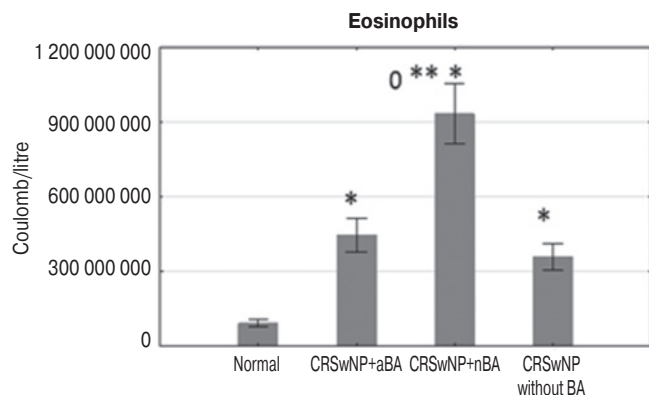 Eosinophils
Coulomb/litre
1 200 000 000
900 000 000
600 000 000
300 000 000
0
*
0 ** *
*
Normal
CRSwNP+aBA
CRSwNP+nBA
CRSwNP
without BA